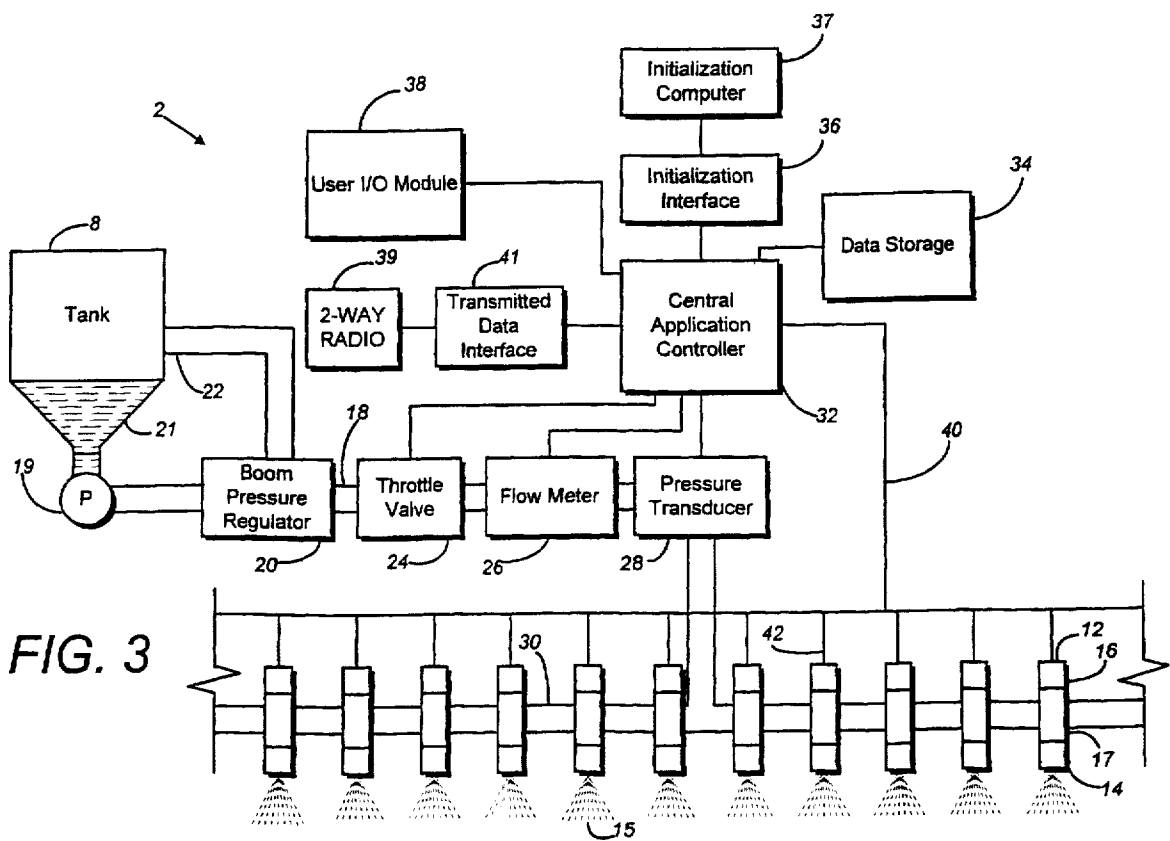 37
Initialization
Computer
38
2
36
User I/O Module
Initialization
Interface
34
Data Storage
8
Tank
39
2-WAY
RADIO
41
Transmitted
Data
Interface
Central
Application
Controller
22
21
18
32
40
19
P
Boom
Pressure
Regulator
Throttle
Valve
Flow Meter
Pressure
Transducer
20
24
26
28
FIG. 3
30
42
12
16
17
14
15